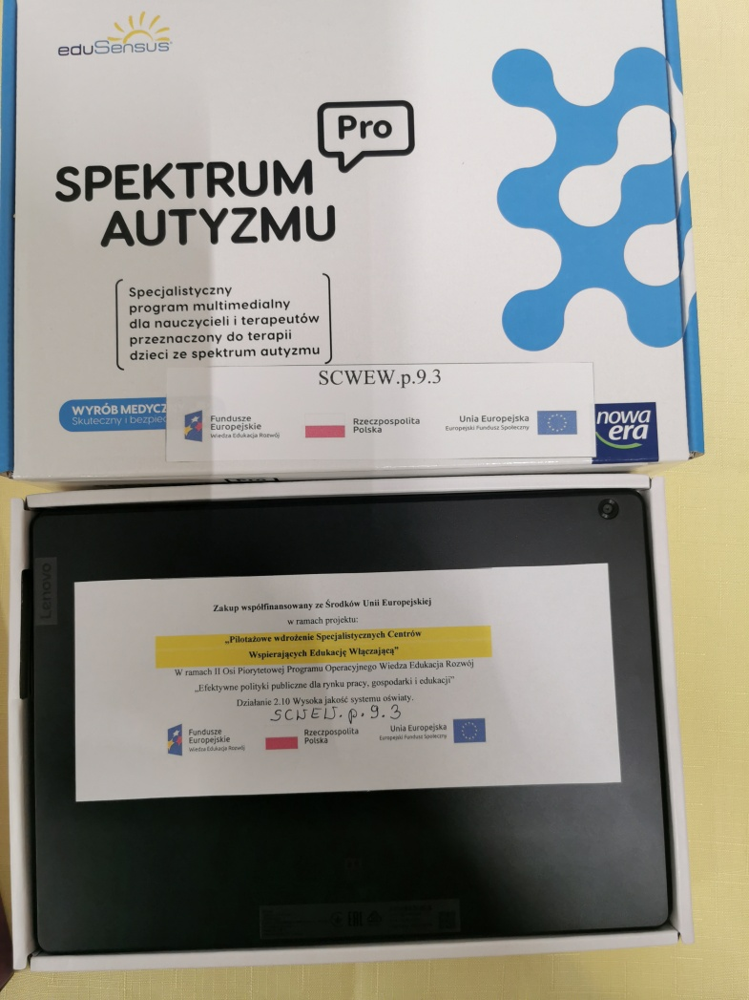 eduSensus
Pro
SPEKTRUM
AUTYZMU
Specjalistyczny
program multimedialny
dla nauczycieli i terapeutów
przeznaczony do terapii
dzieci ze spektrum autyzmu
SCWEW.p.9.3
WYRÓB MEDYCZ
Skuteczny i bezpiec
Fundusze
Europejskie
Wiedza Edukacja Rozwój
Rzeczpospolita
Polska
Unia Europejska
Europejski Fundusz Społeczny
nowa
era
Pro
Lenovo
Zakup współfinansowany ze Środków Unii Europejskiej
w ramach projektu:
„Pilotażowe wdrożenie Specjalistycznych Centrów
Wspierających Edukację Włączającą”
W ramach II Osi Piorytetowej Programu Operacyjnego Wiedza Edukacja Rozwój
„Efektywne polityki publiczne dla rynku pracy, gospodarki i edukacji”
Działanie 2.10 Wysoka jakość systemu oświaty.
SCWEW.p.9.3
Fundusze
Europejskie
Wiedza Edukacja Rozwój
Rzeczpospolita
Polska
Unia Europejska
Europejski Fundusz Społeczny